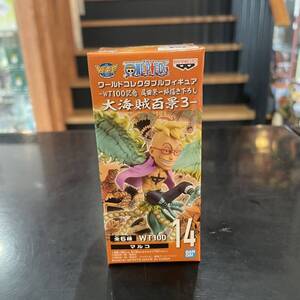 ONE PIECE
BANPRESTO
ワールドコレクタブルフィギュア
-WT100記念 尾田栄一郎描き下ろし
大海賊百景3-
全6種 WT100
14
マルコ
BANDAI